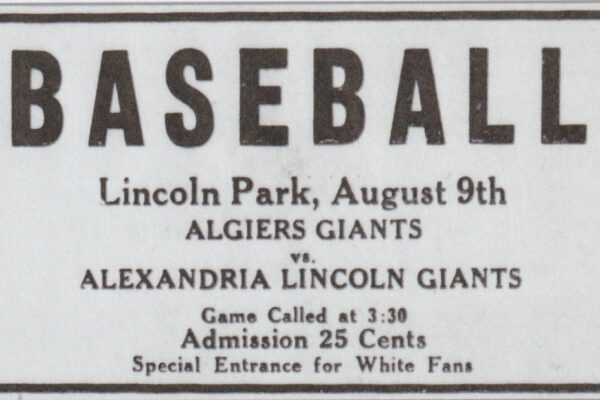 BASEBALL
Lincoln Park, August 9th
ALGIERS GIANTS
vs.
ALEXANDRIA LINCOLN GIANTS
Game Called at 3:30
Admission 25 Cents
Special Entrance for White Fans